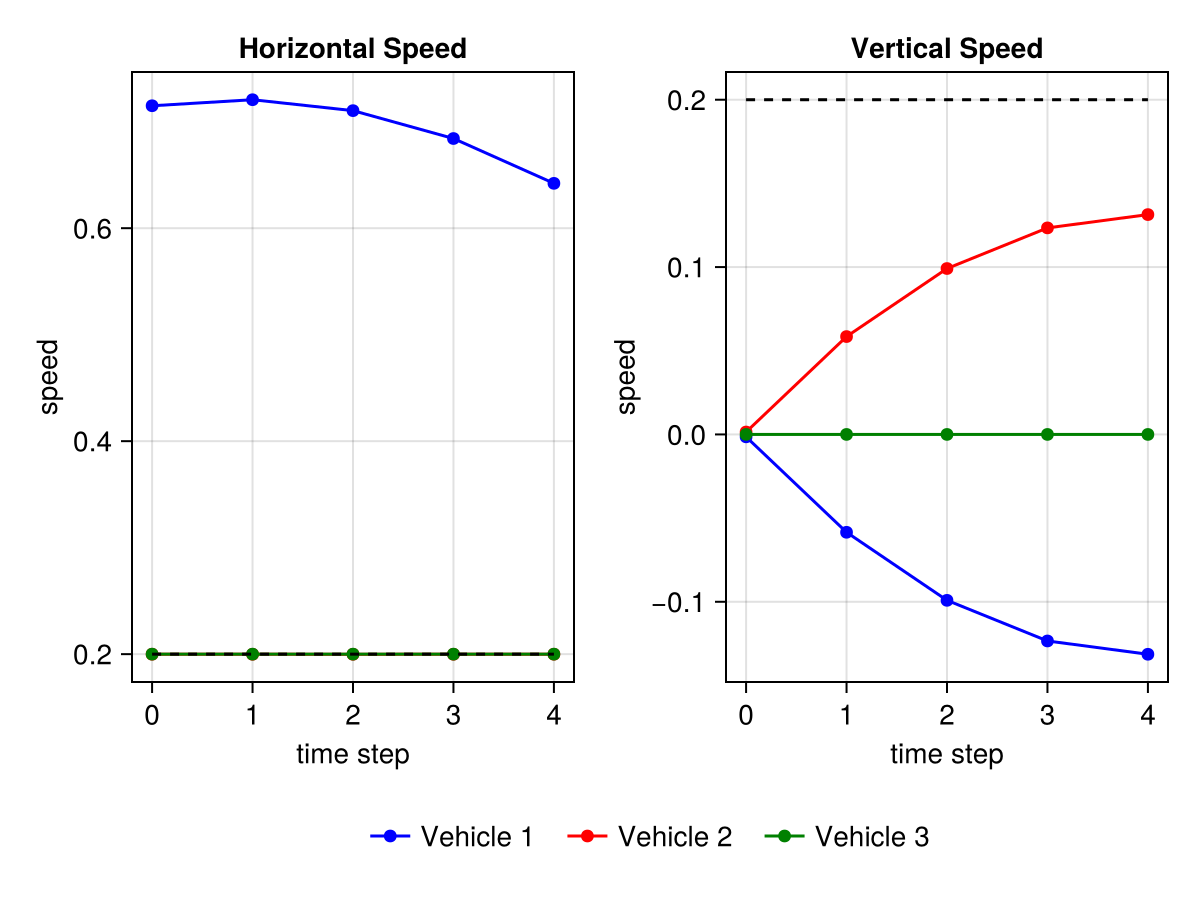 Horizontal Speed
0.6
0.4
0.2
speed
0 1 2 3 4
time step
Vertical Speed
0.2
0.1
0.0
−0.1
speed
0 1 2 3 4
time step
Vehicle 1 Vehicle 2 Vehicle 3